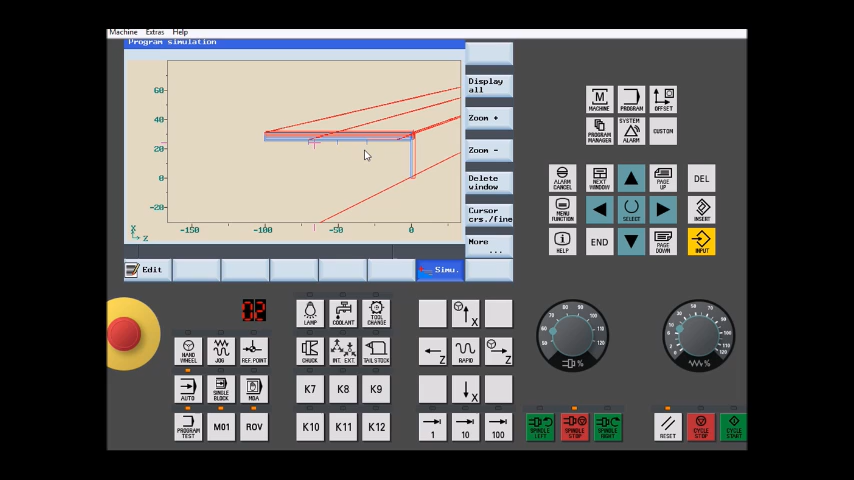 Machine Extras Help
Program simulation
60
40
20
0
-20
-150 -100 -50 0
X
Z
Display
all
Zoom +
Zoom -
Delete
window
Cursor
crs./fine
More
...
Edit
Simu.
M
MACHINE
PROGRAM
OFFSET
PROGRAM
MANAGER
SYSTEM
ALARM
CUSTOM
ALARM
CANCEL
NEXT
WINDOW
PAGE
UP
DEL
MENU
FUNCTION
SELECT
INSERT
HELP
END
PAGE
DOWN
INPUT
02
LAMP
COOLANT
TOOL
CHANGE
X
HAND
WHEEL
JOG
REF. POINT
CHUCK
INT. EXT.
TAILSTOCK
Z
RAPID
Z
AUTO
SINGLE
BLOCK
MDA
K7
K8
K9
X
PROGRAM
TEST
M01
ROV
K10
K11
K12
1
10
100
%
%
SPINDLE
LEFT
SPINDLE
STOP
SPINDLE
RIGHT
RESET
CYCLE
STOP
CYCLE
START